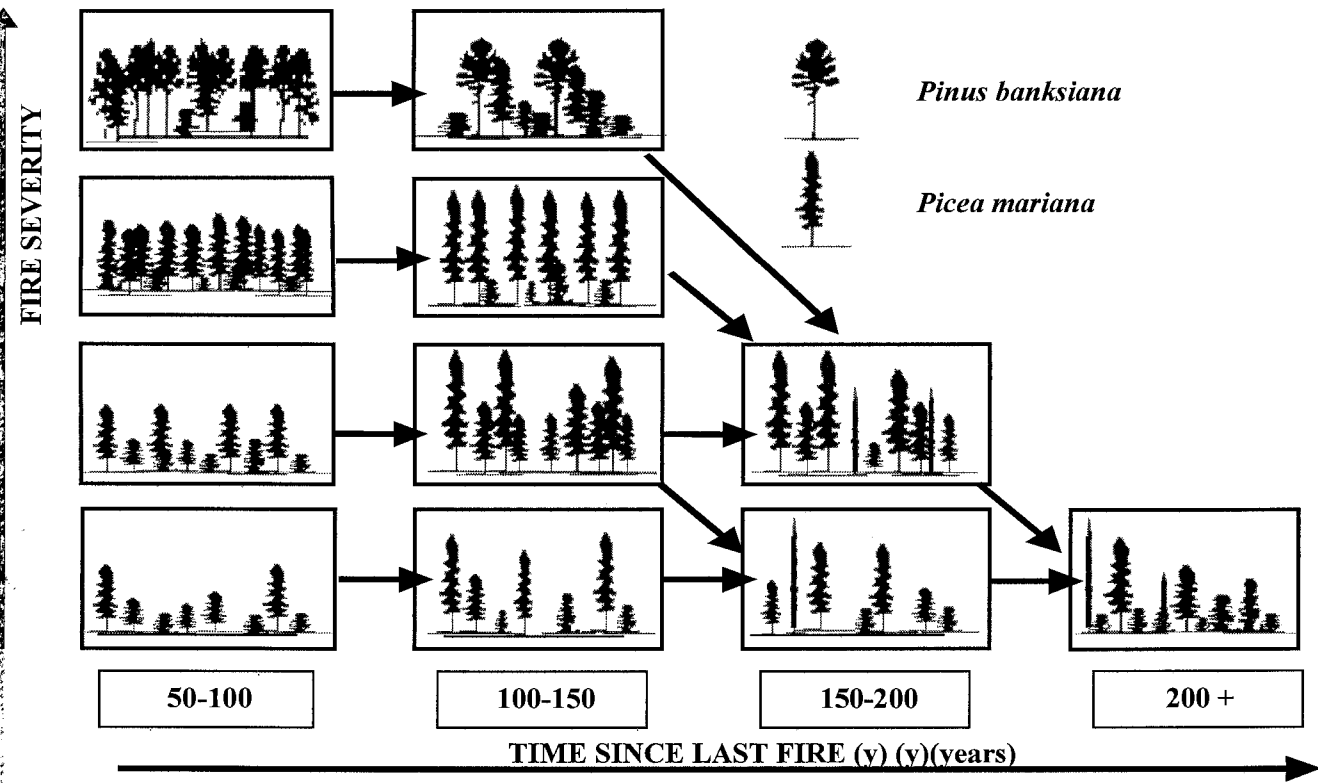 FIRE SEVERITY
Pinus banksiana
Picea mariana
50-100
100-150
150-200
200 +
TIME SINCE LAST FIRE (y) (y)(years)